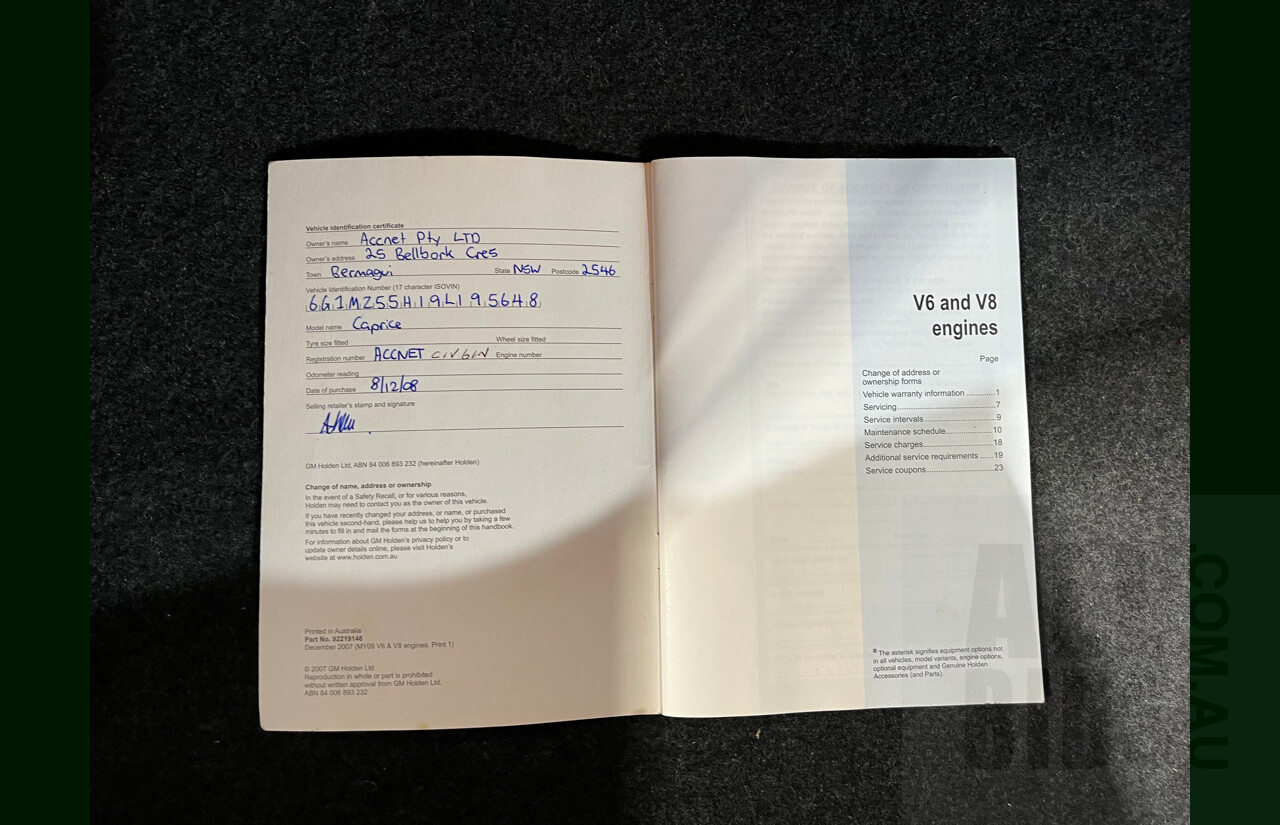 Vehicle identification certificate
Owner's name Accnet Pty LTD
Owner's address 25 Bellbork Cres
Town Bermagui State NSW Postcode 2546
Vehicle Identification Number (17 character ISOVIN)
6G1MZ55H19L195648
Model name Caprice
Tyre size fitted Wheel size fitted
Registration number ACCNET Engine number
Odometer reading
Date of purchase 8/12/08
Selling retailer's stamp and signature
GM Holden Ltd, ABN 84 006 893 232 (hereinafter Holden)
Change of name, address or ownership
In the event of a Safety Recall, or for various reasons,
Holden may need to contact you as the owner of this vehicle.
If you have recently changed your address, or name, or purchased
this vehicle second-hand, please help us to help you by taking a few
minutes to fill in and mail the forms at the beginning of this handbook.
For information about GM Holden's privacy policy or to
update owner details online, please visit Holden's
website at www.holden.com.au
Printed in Australia
Part No. 92219146
December 2007 (MY09 V6 & V8 engines, Print 1)
© 2007 GM Holden Ltd
Reproduction in whole or part is prohibited
without written approval from GM Holden Ltd,
ABN 84 006 893 232
V6 and V8
engines
Page
Change of address or
ownership forms
Vehicle warranty information ............1
Servicing..........................................7
Service intervals ..............................9
Maintenance schedule....................10
Service charges..............................18
Additional service requirements ......19
Service coupons.............................23
* The asterisk signifies equipment options not
in all vehicles, model variants, engine options,
optional equipment and Genuine Holden
Accessories (and Parts).
.COM.AU